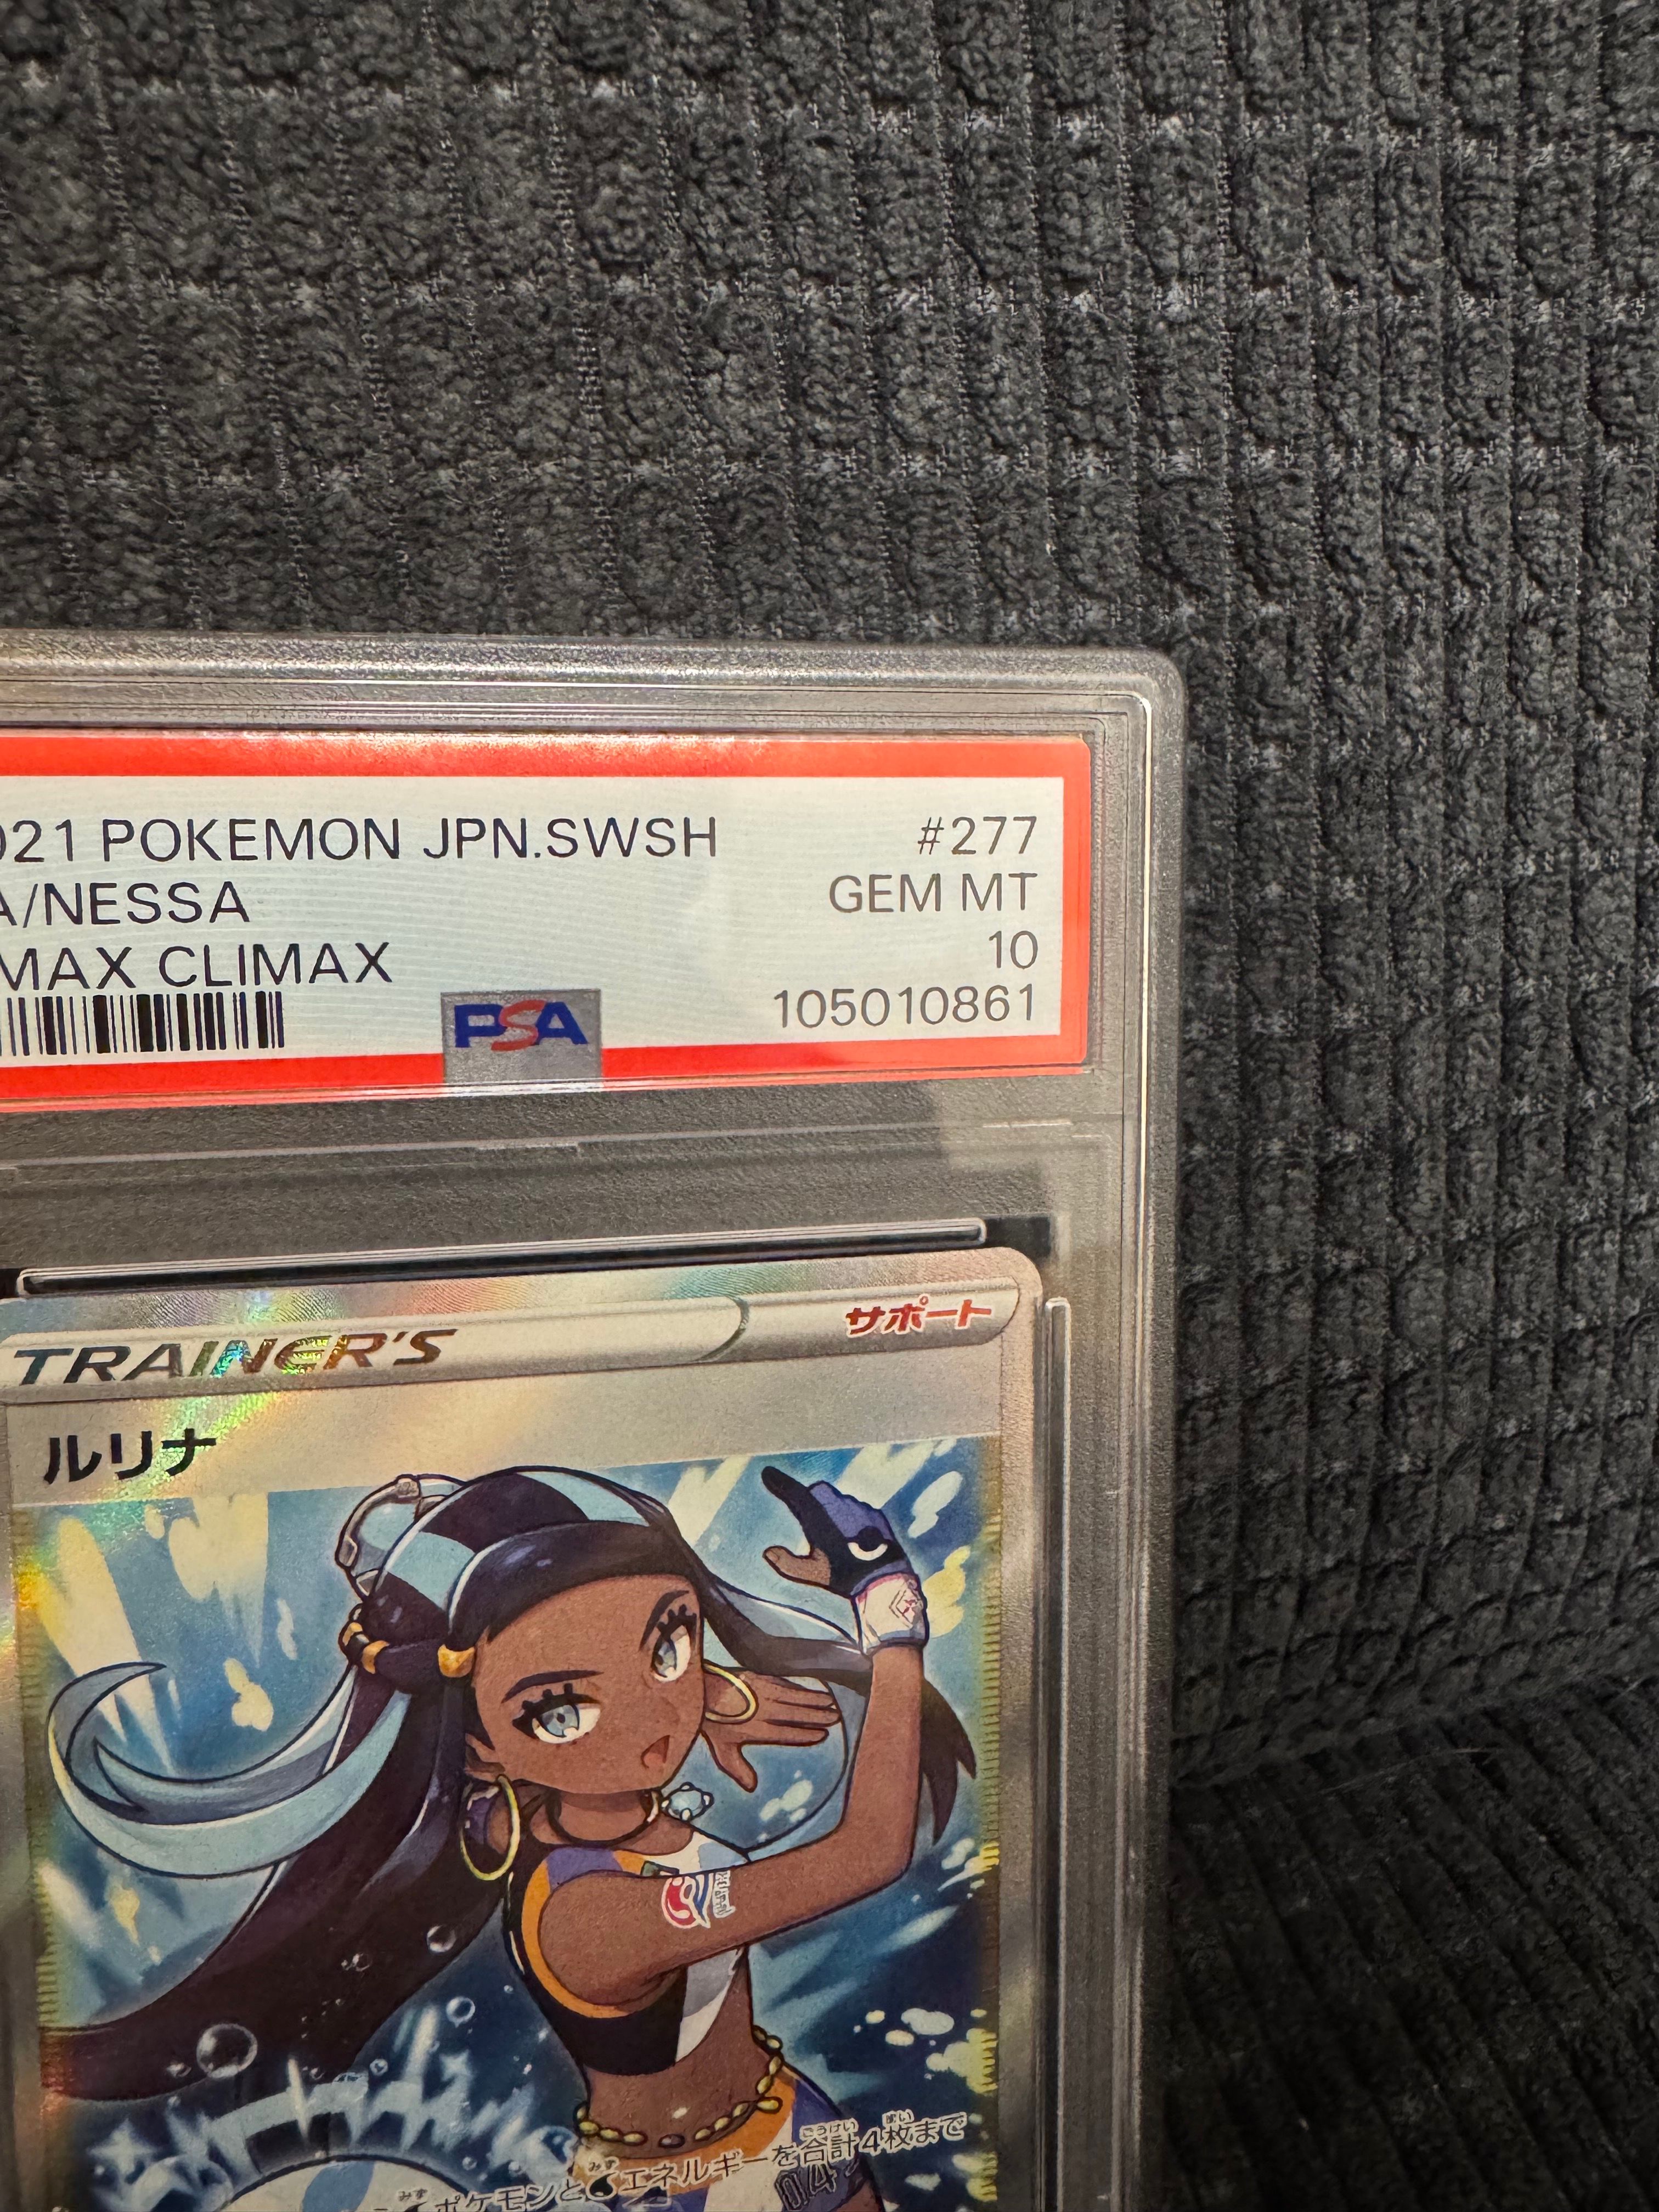 021 POKEMON JPN.SWSH #277
A/NESSA GEM MT
MAX CLIMAX 10
PSA 105010861
TRAINER'S サポート
ルリナ
ポケモンとエネルギーを合計4枚まで